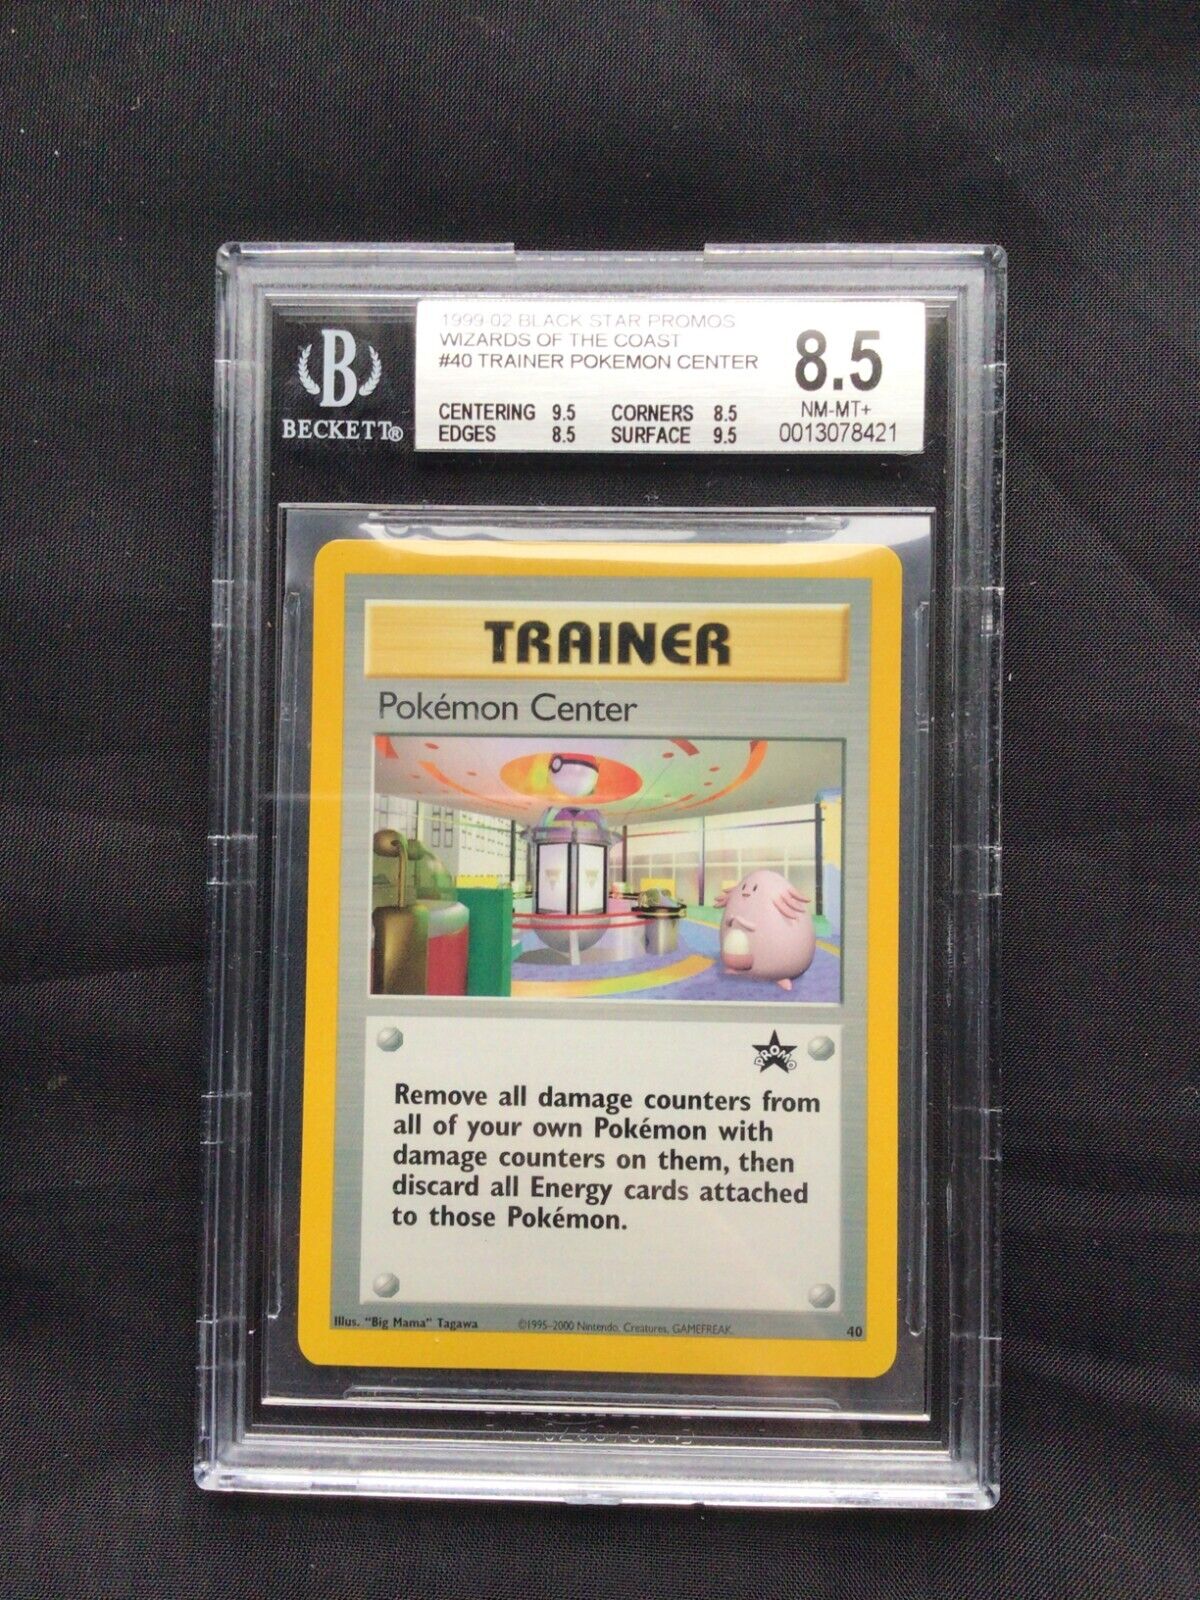 1999-02 BLACK STAR PROMOS
WIZARDS OF THE COAST
#40 TRAINER POKEMON CENTER
8.5
CENTERING 9.5 CORNERS 8.5
EDGES 8.5 SURFACE 9.5
NM-MT+
0013078421
B
BECKETT®
TRAINER
Pokémon Center
PROMO
Remove all damage counters from
all of your own Pokémon with
damage counters on them, then
discard all Energy cards attached
to those Pokémon.
Illus. "Big Mama" Tagawa ©1995-2000 Nintendo, Creatures, GAMEFREAK. 40